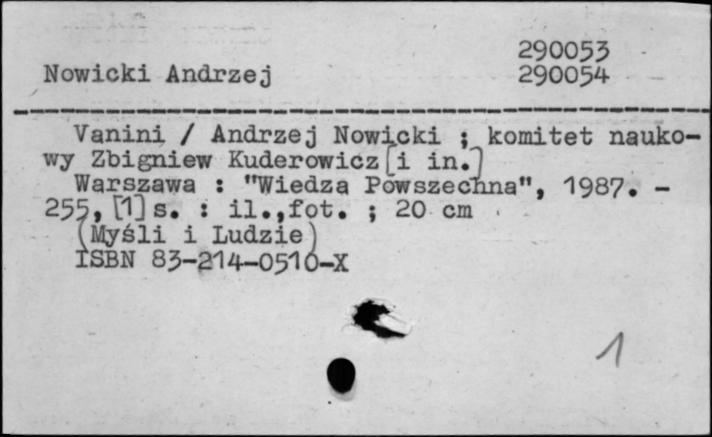 290053
Nowicki Andrzej 290054
Vanini / Andrzej Nowicki ; komitet nauko-
wy Zbigniew Kuderowicz [i in.]
Warszawa : "Wiedza Powszechna", 1987. -
255, [1] s. : il.,fot. ; 20 cm
(Myśli i Ludzie)
ISBN 83-214-0510-X
1